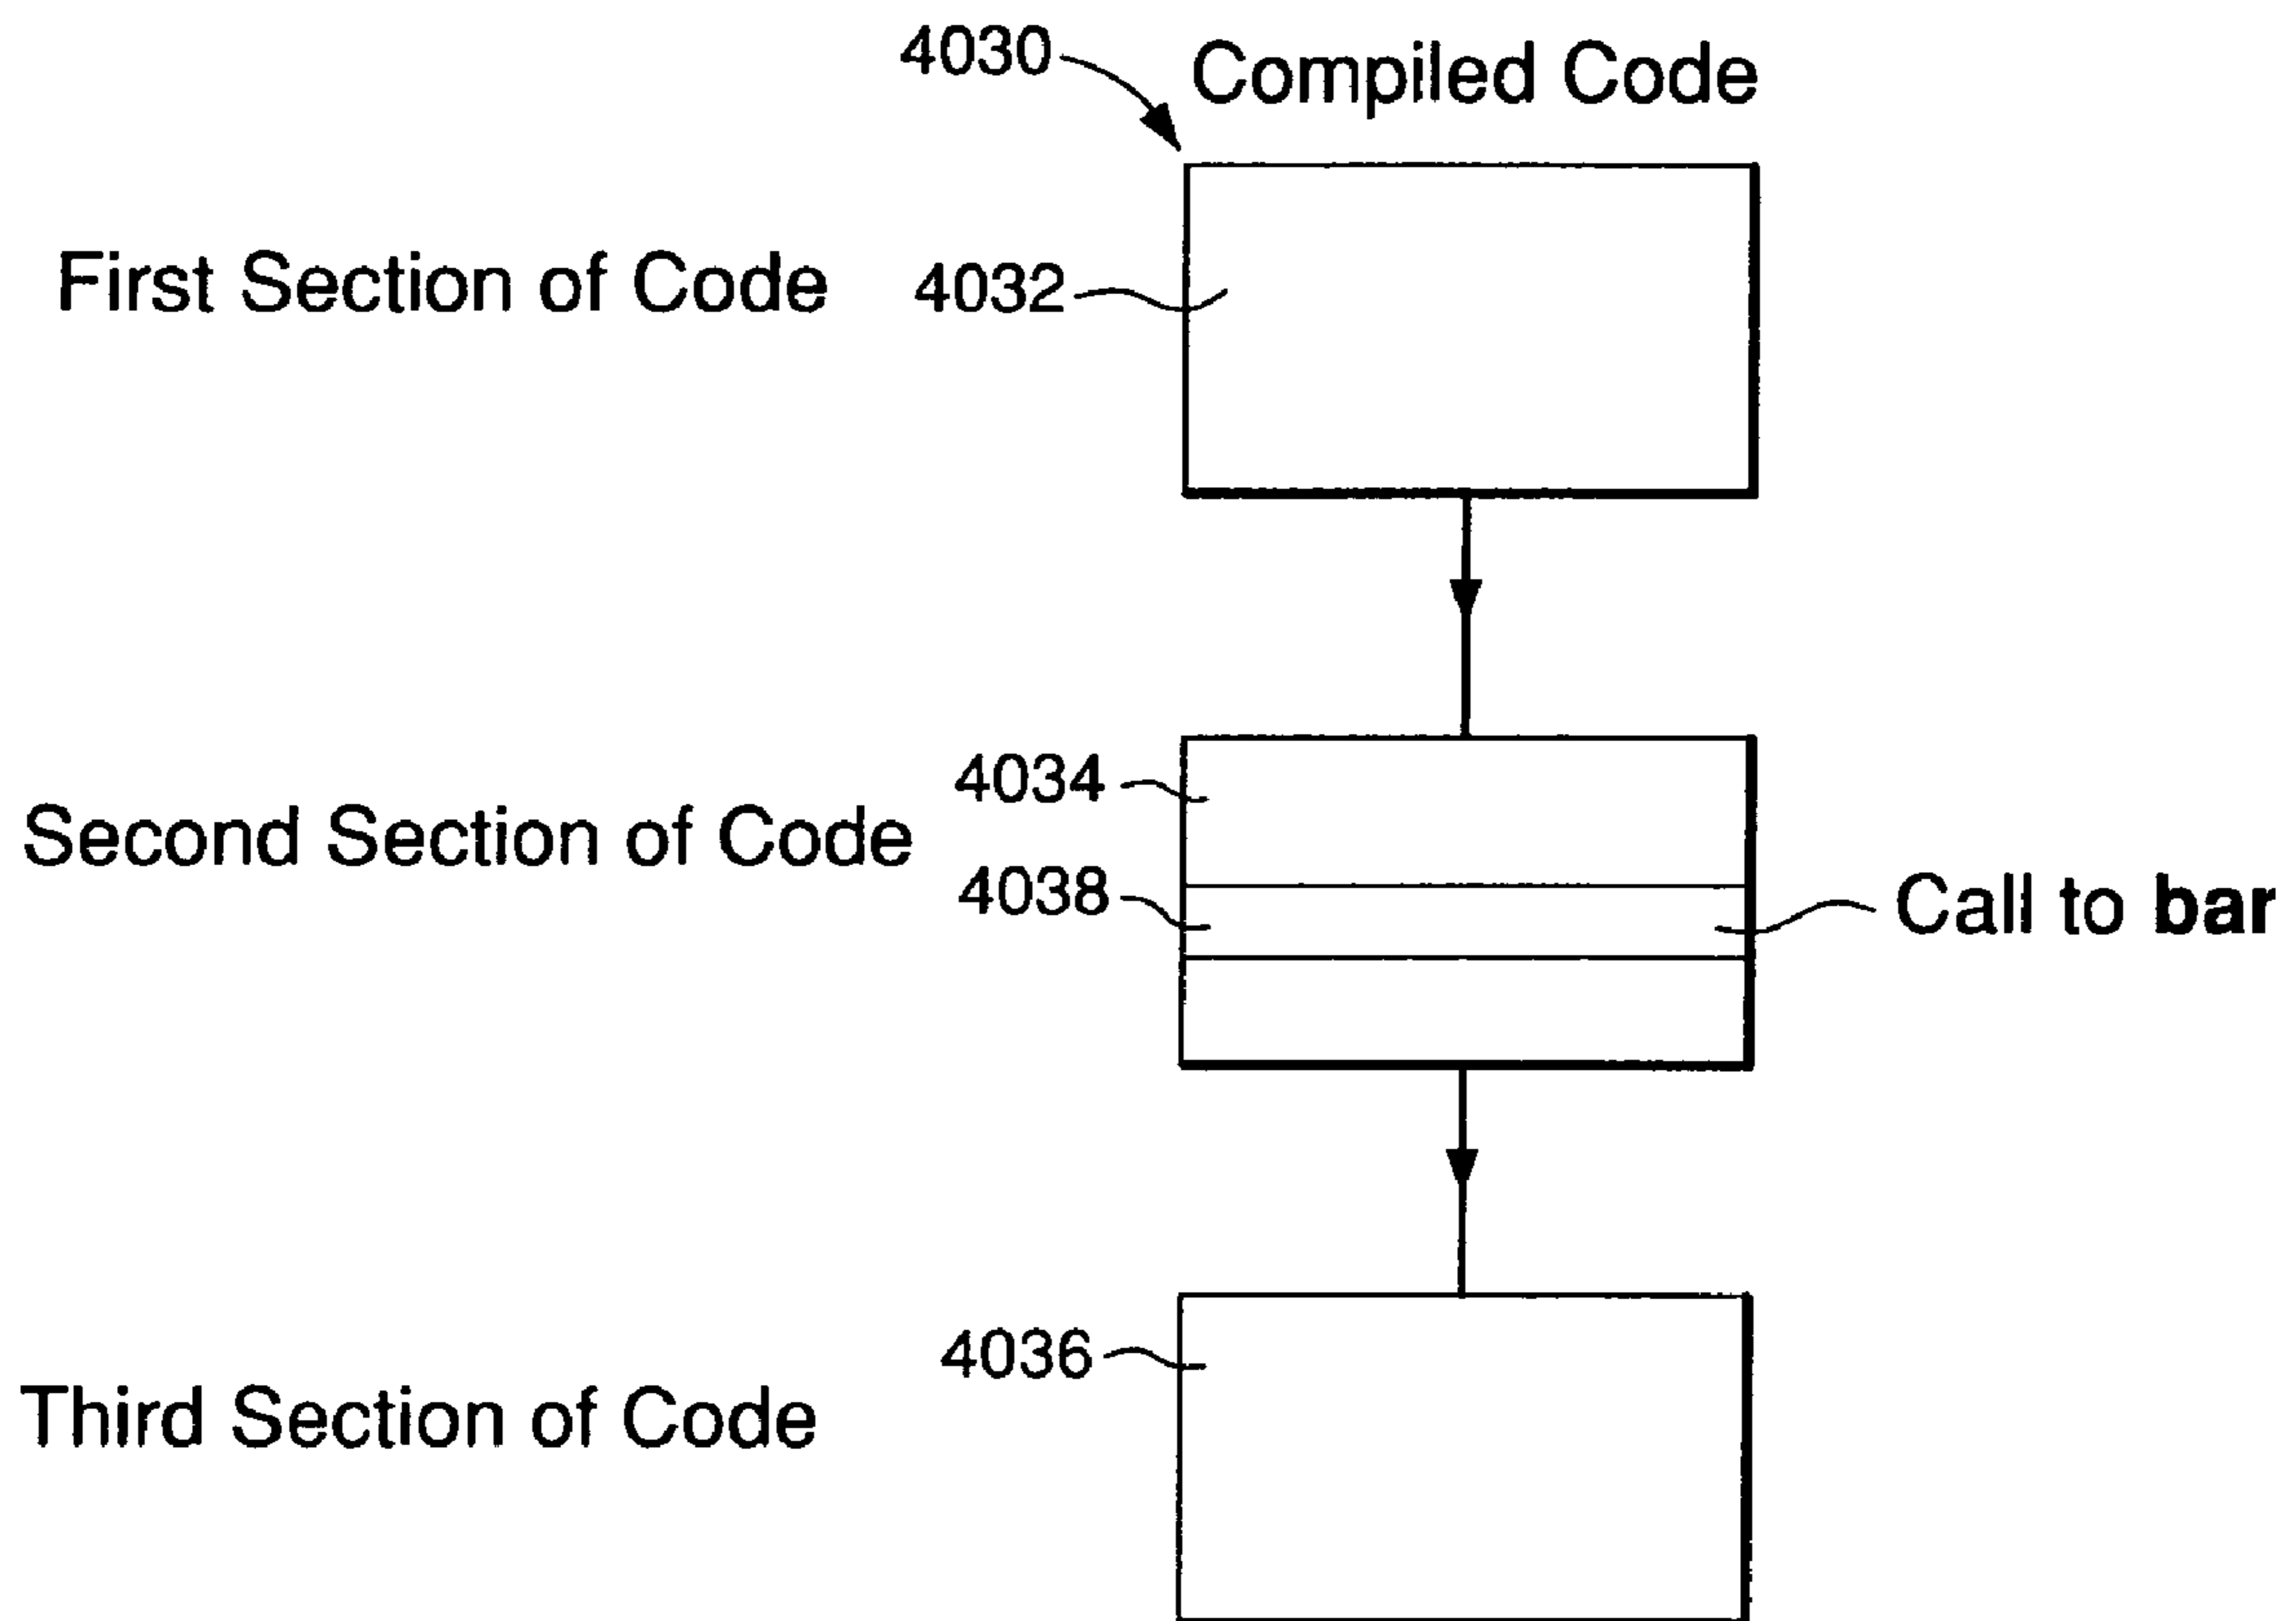 4030
Compiled Code
First Section of Code
4032
4034
Second Section of Code
4038
Call to bar
4036
Third Section of Code